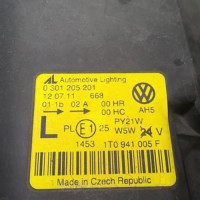 AL Automotive Lighting
0 301 205 201
12.07.11 668
01 1b 02 A 00 HR
00 HC AH5
L PL E1 25 PY21W
W5W 24 V
1453 1T0 941 005 F
Made in Czech Republic